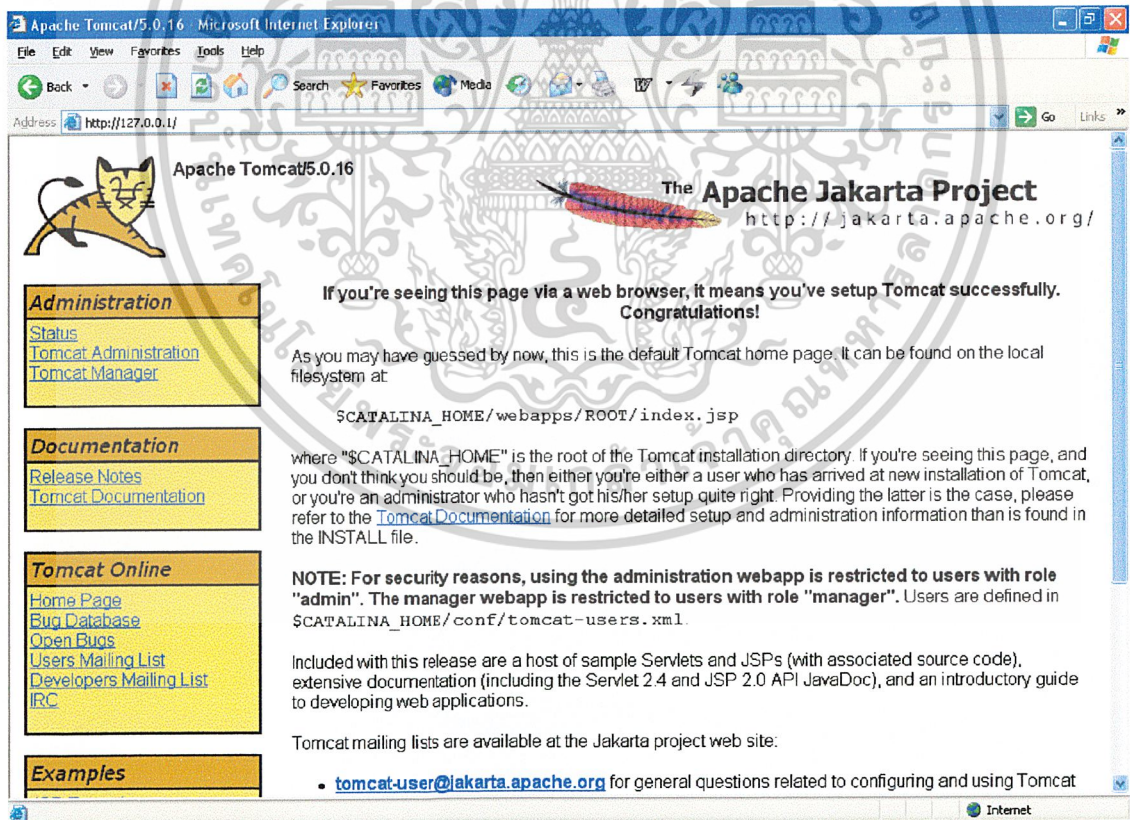 Apache Tomcat/5.0.16 - Microsoft Internet Explorer
File Edit View Favorites Tools Help
Back Search Favorites Media
Address http://127.0.0.1/ Go Links »
Apache Tomcat/5.0.16
The Apache Jakarta Project
http://jakarta.apache.org/
Administration
Status
Tomcat Administration
Tomcat Manager
Documentation
Release Notes
Tomcat Documentation
Tomcat Online
Home Page
Bug Database
Open Bugs
Users Mailing List
Developers Mailing List
IRC
Examples
If you're seeing this page via a web browser, it means you've setup Tomcat successfully.
Congratulations!
As you may have guessed by now, this is the default Tomcat home page. It can be found on the local
filesystem at:
$CATALINA_HOME/webapps/ROOT/index.jsp
where "$CATALINA_HOME" is the root of the Tomcat installation directory. If you're seeing this page, and
you don't think you should be, then either you're either a user who has arrived at new installation of Tomcat,
or you're an administrator who hasn't got his/her setup quite right. Providing the latter is the case, please
refer to the Tomcat Documentation for more detailed setup and administration information than is found in
the INSTALL file.
NOTE: For security reasons, using the administration webapp is restricted to users with role
"admin". The manager webapp is restricted to users with role "manager". Users are defined in
$CATALINA_HOME/conf/tomcat-users.xml.
Included with this release are a host of sample Servlets and JSPs (with associated source code),
extensive documentation (including the Servlet 2.4 and JSP 2.0 API JavaDoc), and an introductory guide
to developing web applications.
Tomcat mailing lists are available at the Jakarta project web site:
• tomcat-user@jakarta.apache.org for general questions related to configuring and using Tomcat
Internet